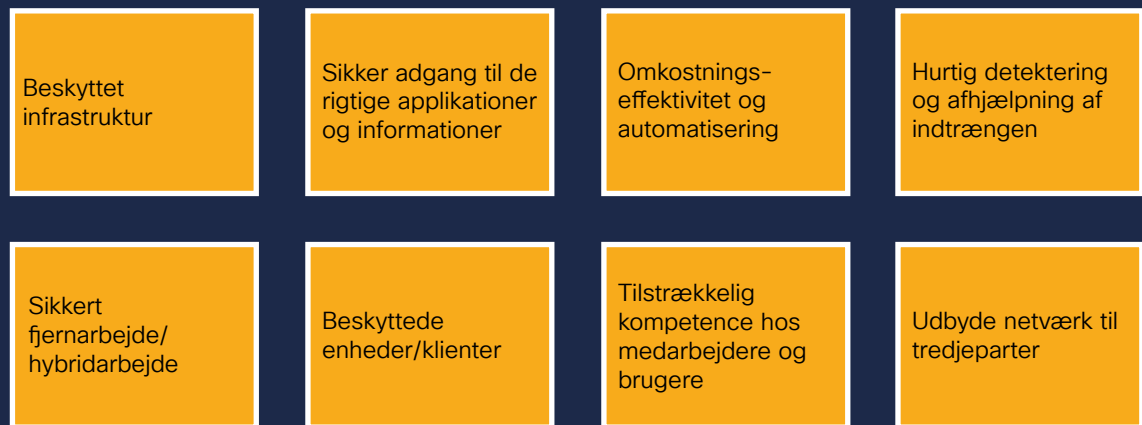 Beskyttet
infrastruktur
Sikker adgang til de
rigtige applikationer
og informationer
Omkostnings-
effektivitet og
automatisering
Hurtig detektering
og afhjælpning af
indtrængen
Sikkert
fjernarbejde/
hybridarbejde
Beskyttede
enheder/klienter
Tilstrækkelig
kompetence hos
medarbejdere og
brugere
Udbyde netværk til
tredjeparter